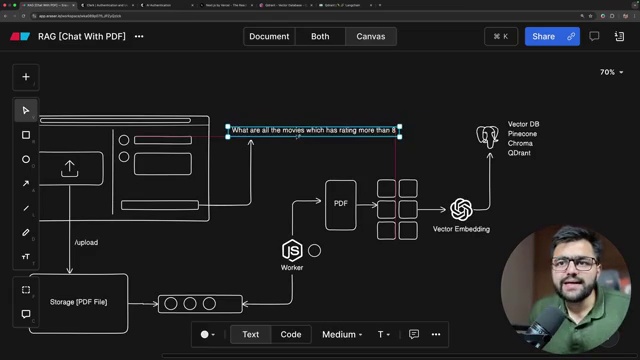 RAG [Chat With PDF]
Document
Both
Canvas
⌘ K
Share
70%
What are all the movies which has rating more than 8
Vector DB
Pinecone
Chroma
QDrant
PDF
Vector Embedding
JS
Worker
/upload
Storage [PDF File]
Text
Code
Medium
T